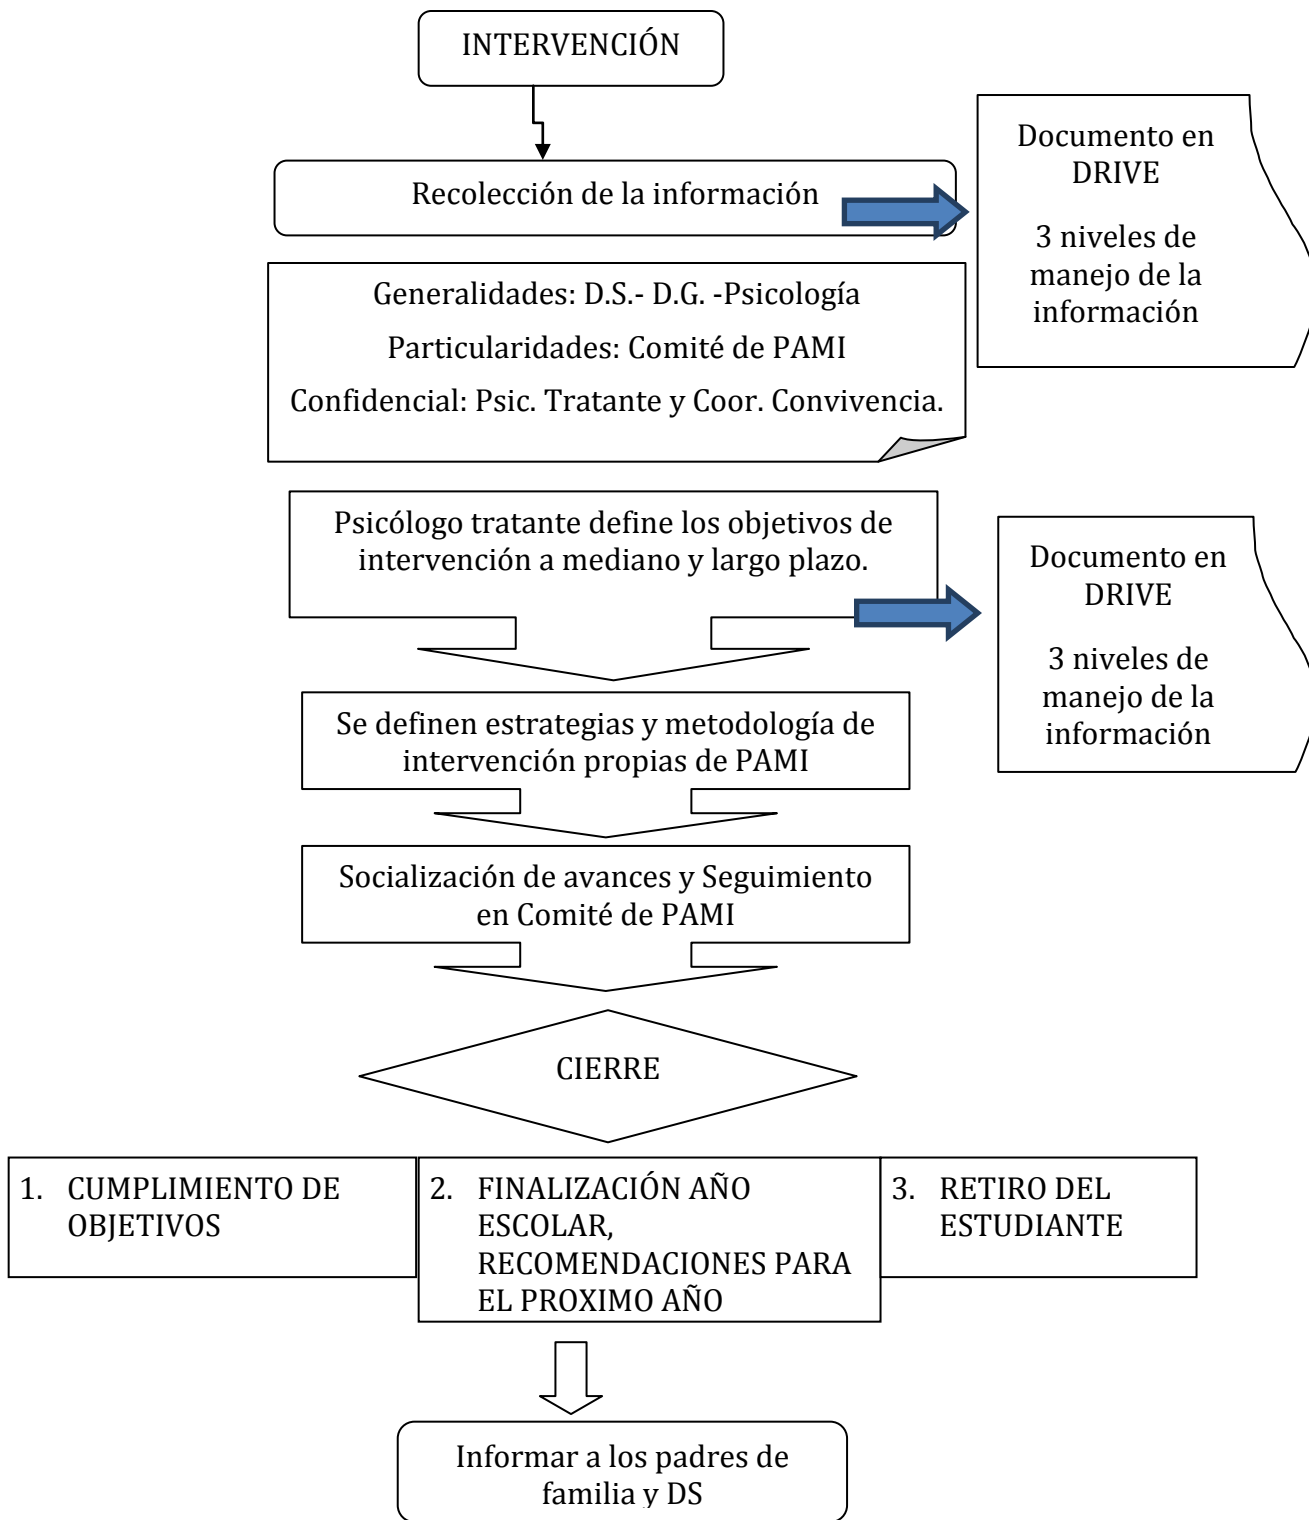 INTERVENCIÓN
Recolección de la información
Documento en
DRIVE
3 niveles de
manejo de la
información
Generalidades: D.S.- D.G. -Psicología
Particularidades: Comité de PAMI
Confidencial: Psic. Tratante y Coor. Convivencia.
Psicólogo tratante define los objetivos de
intervención a mediano y largo plazo.
Documento en
DRIVE
3 niveles de
manejo de la
información
Se definen estrategias y metodología de
intervención propias de PAMI
Socialización de avances y Seguimiento
en Comité de PAMI
CIERRE
1. CUMPLIMIENTO DE
OBJETIVOS
2. FINALIZACIÓN AÑO
ESCOLAR,
RECOMENDACIONES PARA
EL PROXIMO AÑO
3. RETIRO DEL
ESTUDIANTE
Informar a los padres de
familia y DS